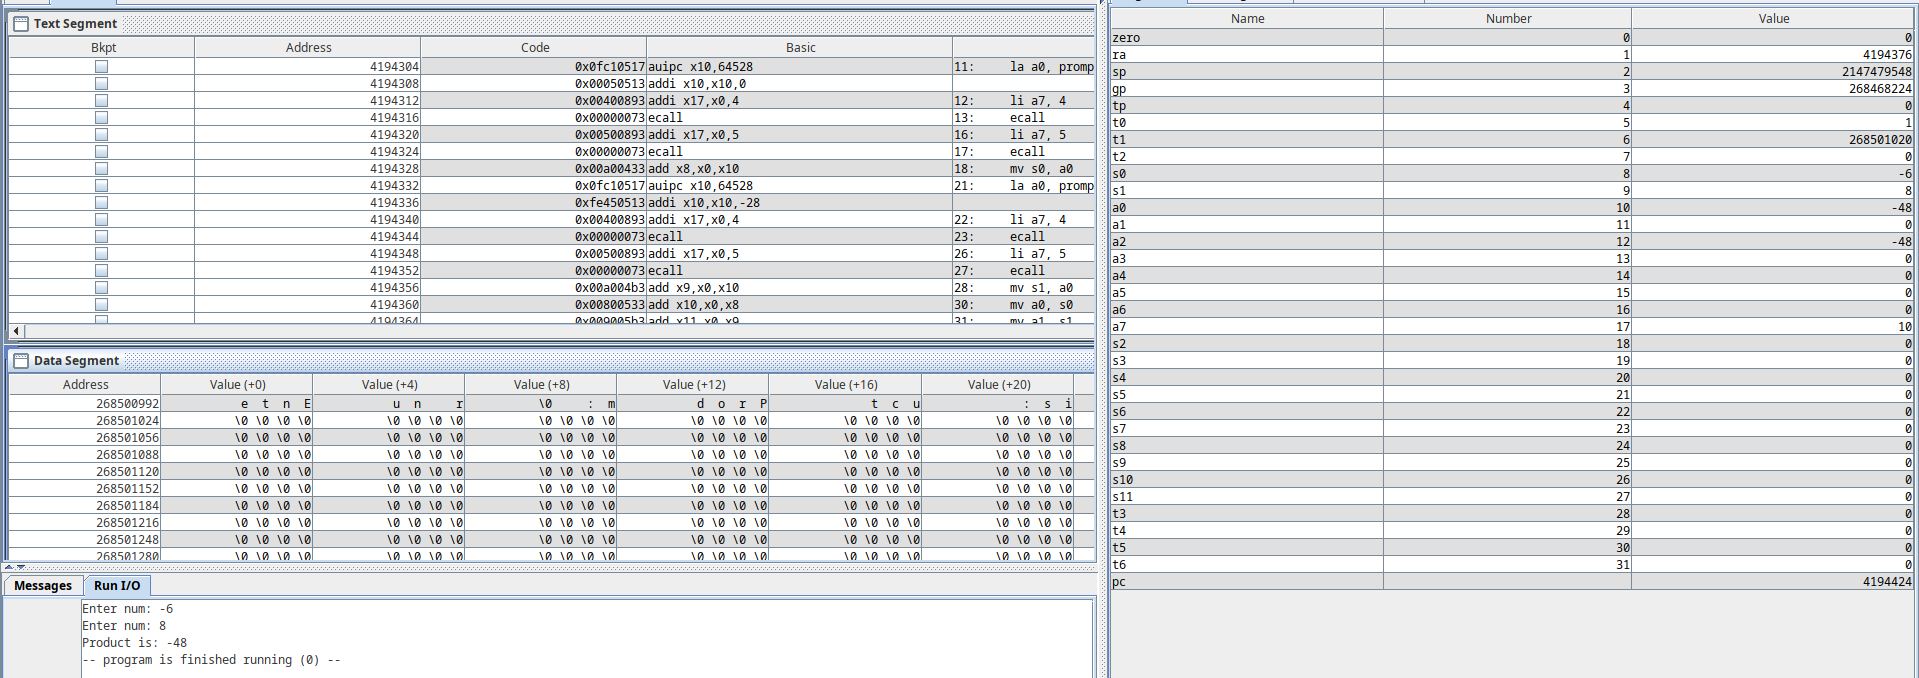 Text Segment
Bkpt Address Code Basic
4194304 0x0fc10517 auipc x10,64528 11: la a0, promp
4194308 0x00050513 addi x10,x10,0
4194312 0x00400893 addi x17,x0,4 12: li a7, 4
4194316 0x00000073 ecall 13: ecall
4194320 0x00500893 addi x17,x0,5 16: li a7, 5
4194324 0x00000073 ecall 17: ecall
4194328 0x00a00433 add x8,x0,x10 18: mv s0, a0
4194332 0x0fc10517 auipc x10,64528 21: la a0, promp
4194336 0xfe450513 addi x10,x10,-28
4194340 0x00400893 addi x17,x0,4 22: li a7, 4
4194344 0x00000073 ecall 23: ecall
4194348 0x00500893 addi x17,x0,5 26: li a7, 5
4194352 0x00000073 ecall 27: ecall
4194356 0x00a004b3 add x9,x0,x10 28: mv s1, a0
4194360 0x00800533 add x10,x0,x8 30: mv a0, s0
4194364 0x009005b3 add x11,x0,x9 31: mv a1, s1
Data Segment
Address Value (+0) Value (+4) Value (+8) Value (+12) Value (+16) Value (+20)
268500992 e t n E u n r \0 : m d o r P t c u : s i
268501024 \0 \0 \0 \0 \0 \0 \0 \0 \0 \0 \0 \0 \0 \0 \0 \0 \0 \0 \0 \0 \0 \0 \0 \0
268501056 \0 \0 \0 \0 \0 \0 \0 \0 \0 \0 \0 \0 \0 \0 \0 \0 \0 \0 \0 \0 \0 \0 \0 \0
268501088 \0 \0 \0 \0 \0 \0 \0 \0 \0 \0 \0 \0 \0 \0 \0 \0 \0 \0 \0 \0 \0 \0 \0 \0
268501120 \0 \0 \0 \0 \0 \0 \0 \0 \0 \0 \0 \0 \0 \0 \0 \0 \0 \0 \0 \0 \0 \0 \0 \0
268501152 \0 \0 \0 \0 \0 \0 \0 \0 \0 \0 \0 \0 \0 \0 \0 \0 \0 \0 \0 \0 \0 \0 \0 \0
268501184 \0 \0 \0 \0 \0 \0 \0 \0 \0 \0 \0 \0 \0 \0 \0 \0 \0 \0 \0 \0 \0 \0 \0 \0
268501216 \0 \0 \0 \0 \0 \0 \0 \0 \0 \0 \0 \0 \0 \0 \0 \0 \0 \0 \0 \0 \0 \0 \0 \0
268501248 \0 \0 \0 \0 \0 \0 \0 \0 \0 \0 \0 \0 \0 \0 \0 \0 \0 \0 \0 \0 \0 \0 \0 \0
268501280 \0 \0 \0 \0 \0 \0 \0 \0 \0 \0 \0 \0 \0 \0 \0 \0 \0 \0 \0 \0 \0 \0 \0 \0
Messages Run I/O
Enter num: -6
Enter num: 8
Product is: -48
-- program is finished running (0) --
Name Number Value
zero 0 0
ra 1 4194376
sp 2 2147479548
gp 3 268468224
tp 4 0
t0 5 1
t1 6 268501020
t2 7 0
s0 8 -6
s1 9 8
a0 10 -48
a1 11 0
a2 12 -48
a3 13 0
a4 14 0
a5 15 0
a6 16 0
a7 17 10
s2 18 0
s3 19 0
s4 20 0
s5 21 0
s6 22 0
s7 23 0
s8 24 0
s9 25 0
s10 26 0
s11 27 0
t3 28 0
t4 29 0
t5 30 0
t6 31 0
pc 4194424